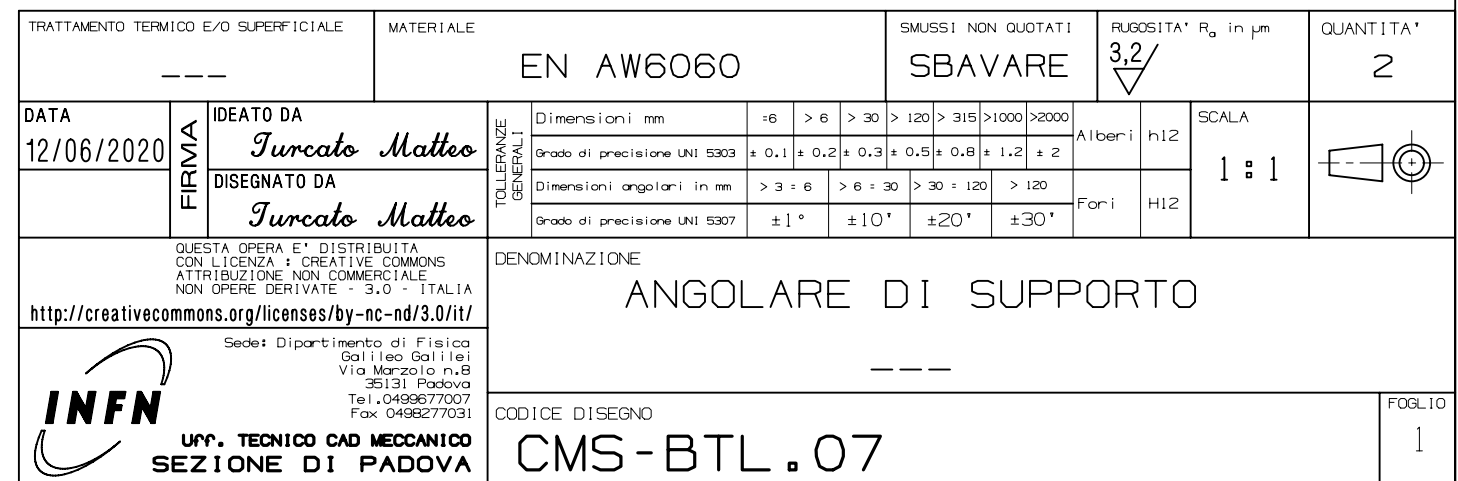 TRATTAMENTO TERMICO E/O SUPERFICIALE
---
MATERIALE
EN AW6060
SMUSSI NON QUOTATI
SBAVARE
RUGOSITA' Ra in µm
3,2
QUANTITA'
2
DATA
12/06/2020
FIRMA
IDEATO DA
Turcato Matteo
DISEGNATO DA
Turcato Matteo
TOLLERANZE
GENERALI
Dimensioni mm =6 > 6 > 30 > 120 > 315 >1000 >2000
Grado di precisione UNI 5303 ± 0.1 ± 0.2 ± 0.3 ± 0.5 ± 0.8 ± 1.2 ± 2
Dimensioni angolari in mm > 3 = 6 > 6 = 30 > 30 = 120 > 120
Grado di precisione UNI 5307 ±1° ±10' ±20' ±30'
Alberi h12
Fori H12
SCALA
1:1
QUESTA OPERA E' DISTRIBUITA
CON LICENZA : CREATIVE COMMONS
ATTRIBUZIONE NON COMMERCIALE
NON OPERE DERIVATE - 3.0 - ITALIA
http://creativecommons.org/licenses/by-nc-nd/3.0/it/
DENOMINAZIONE
ANGOLARE DI SUPPORTO
---
INFN
Sede: Dipartimento di Fisica
Galileo Galilei
Via Marzolo n.8
35131 Padova
Tel.0499677007
Fax 0498277031
Uff. TECNICO CAD MECCANICO
SEZIONE DI PADOVA
CODICE DISEGNO
CMS-BTL.07
FOGLIO
1